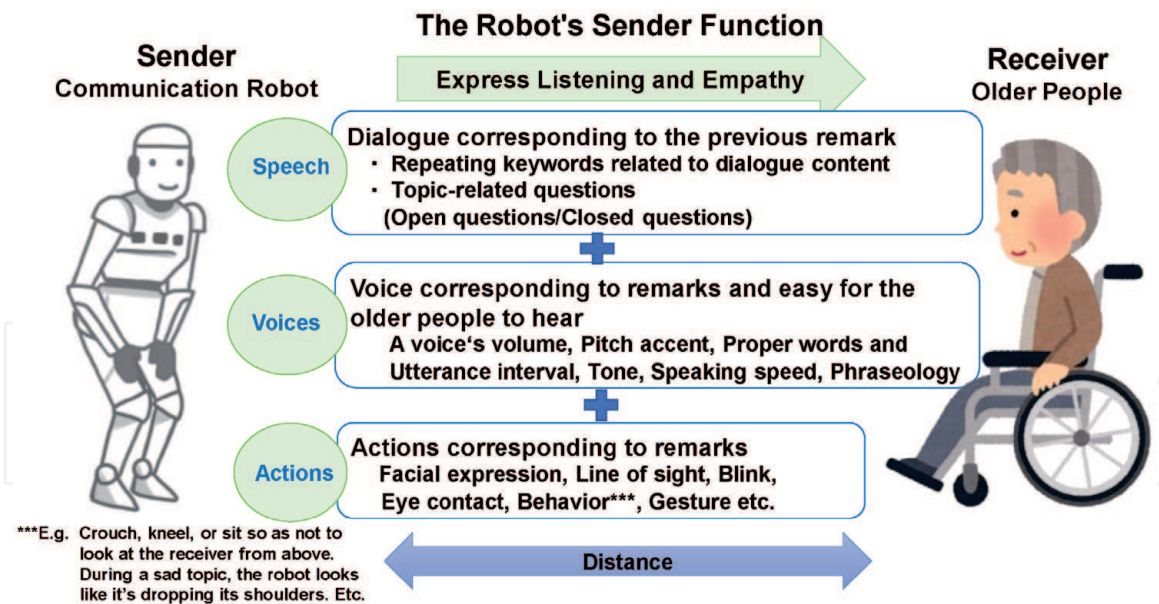 The Robot's Sender Function
Sender
Communication Robot
Express Listening and Empathy
Receiver
Older People
Speech
Dialogue corresponding to the previous remark
・ Repeating keywords related to dialogue content
・ Topic-related questions
(Open questions/Closed questions)
Voices
Voice corresponding to remarks and easy for the
older people to hear
A voice‘s volume, Pitch accent, Proper words and
Utterance interval, Tone, Speaking speed, Phraseology
Actions
Actions corresponding to remarks
Facial expression, Line of sight, Blink,
Eye contact, Behavior***, Gesture etc.
***E.g. Crouch, kneel, or sit so as not to
look at the receiver from above.
During a sad topic, the robot looks
like it's dropping its shoulders. Etc.
Distance